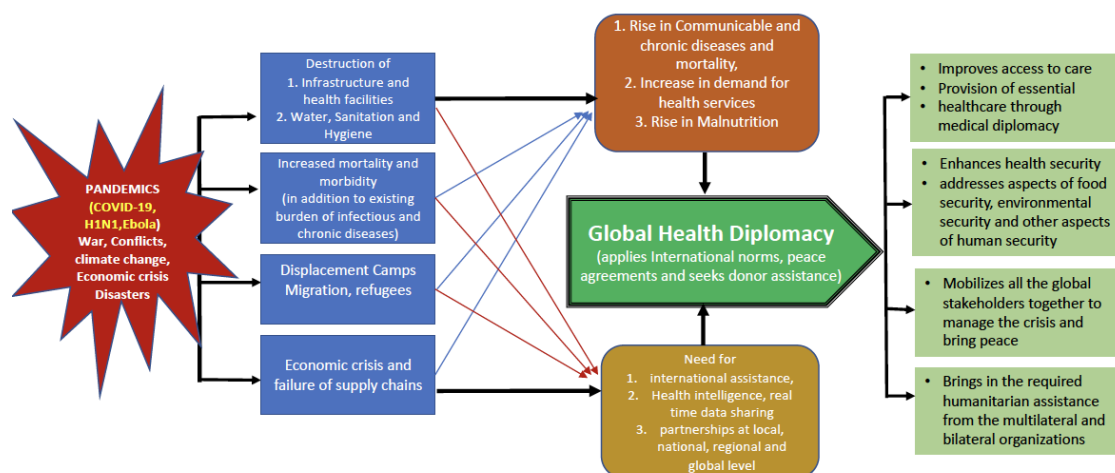 PANDEMICS
(COVID-19,
H1N1,Ebola)
War, Conflicts,
climate change,
Economic crisis
Disasters
Destruction of
1. Infrastructure and
health facilities
2. Water, Sanitation and
Hygiene
Increased mortality and
morbidity
(in addition to existing
burden of infectious and
chronic diseases)
Displacement Camps
Migration, refugees
Economic crisis and
failure of supply chains
1. Rise in Communicable and
chronic diseases and
mortality,
2. Increase in demand for
health services
3. Rise in Malnutrition
Global Health Diplomacy
(applies International norms, peace
agreements and seeks donor assistance)
Need for
1. international assistance,
2. Health intelligence, real
time data sharing
3. partnerships at local,
national, regional and
global level
• Improves access to care
• Provision of essential
• healthcare through
medical diplomacy
• Enhances health security
• addresses aspects of food
security, environmental
security and other aspects
of human security
• Mobilizes all the global
stakeholders together to
manage the crisis and
bring peace
• Brings in the required
humanitarian assistance
from the multilateral and
bilateral organizations